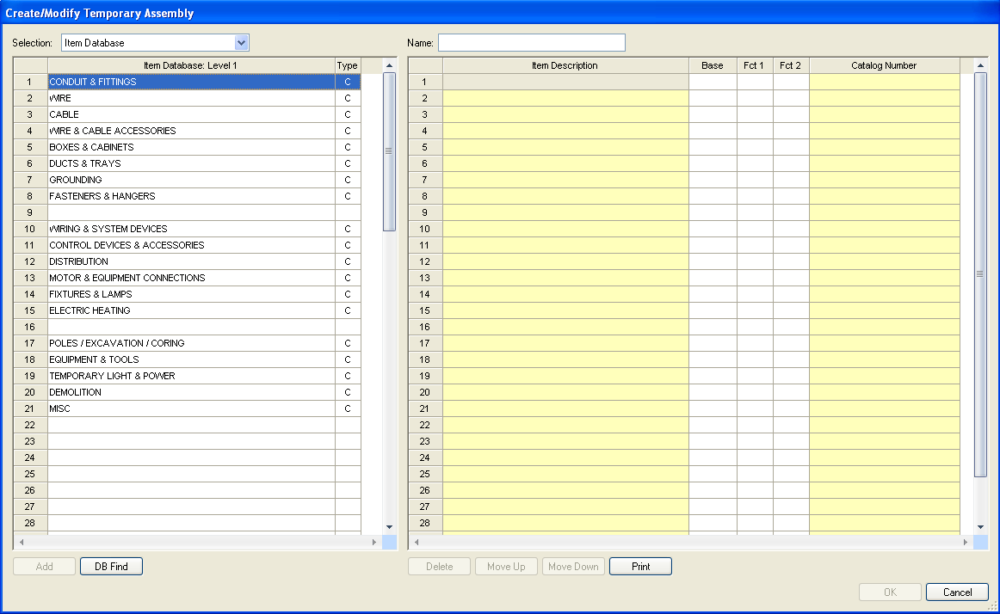 Create/Modify Temporary Assembly
Selection: Item Database Name:
Item Database: Level 1 Type Item Description Base Fct 1 Fct 2 Catalog Number
1 CONDUIT & FITTINGS C 1
2 WIRE C 2
3 CABLE C 3
4 WIRE & CABLE ACCESSORIES C 4
5 BOXES & CABINETS C 5
6 DUCTS & TRAYS C 6
7 GROUNDING C 7
8 FASTENERS & HANGERS C 8
9 9
10 WIRING & SYSTEM DEVICES C 10
11 CONTROL DEVICES & ACCESSORIES C 11
12 DISTRIBUTION C 12
13 MOTOR & EQUIPMENT CONNECTIONS C 13
14 FIXTURES & LAMPS C 14
15 ELECTRIC HEATING C 15
16 16
17 POLES / EXCAVATION / CORING C 17
18 EQUIPMENT & TOOLS C 18
19 TEMPORARY LIGHT & POWER C 19
20 DEMOLITION C 20
21 MISC C 21
22 22
23 23
24 24
25 25
26 26
27 27
28 28
Add DB Find Delete Move Up Move Down Print
OK Cancel